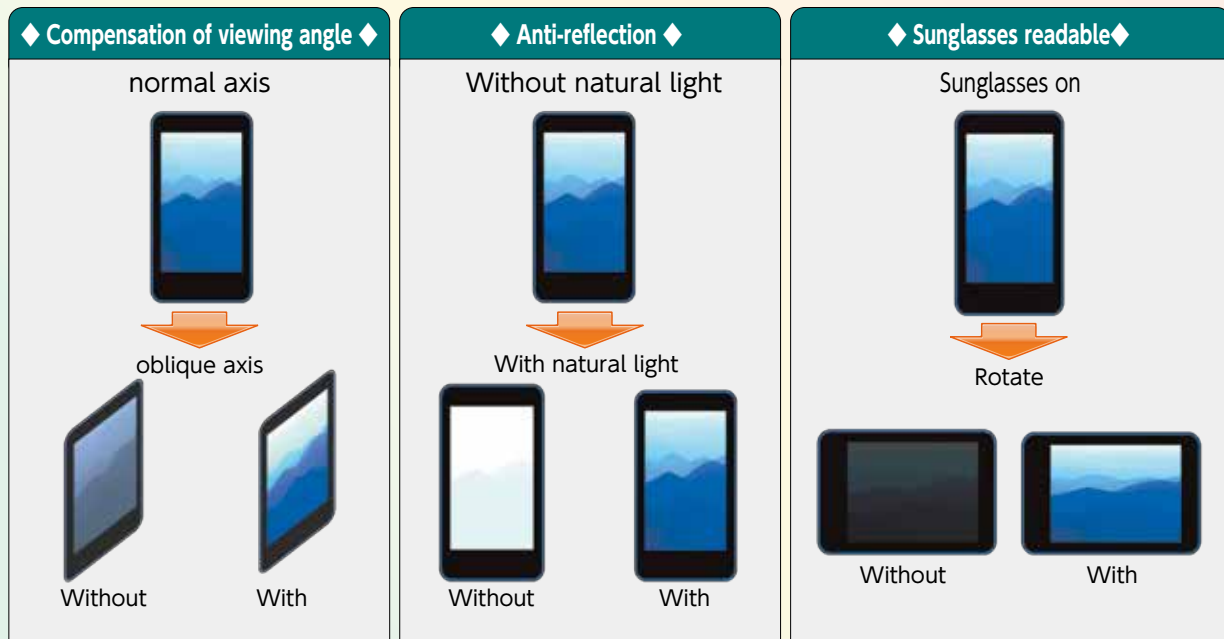 ◆ Compensation of viewing angle ◆
normal axis
oblique axis
Without With
◆ Anti-reflection ◆
Without natural light
With natural light
Without With
◆ Sunglasses readable◆
Sunglasses on
Rotate
Without With